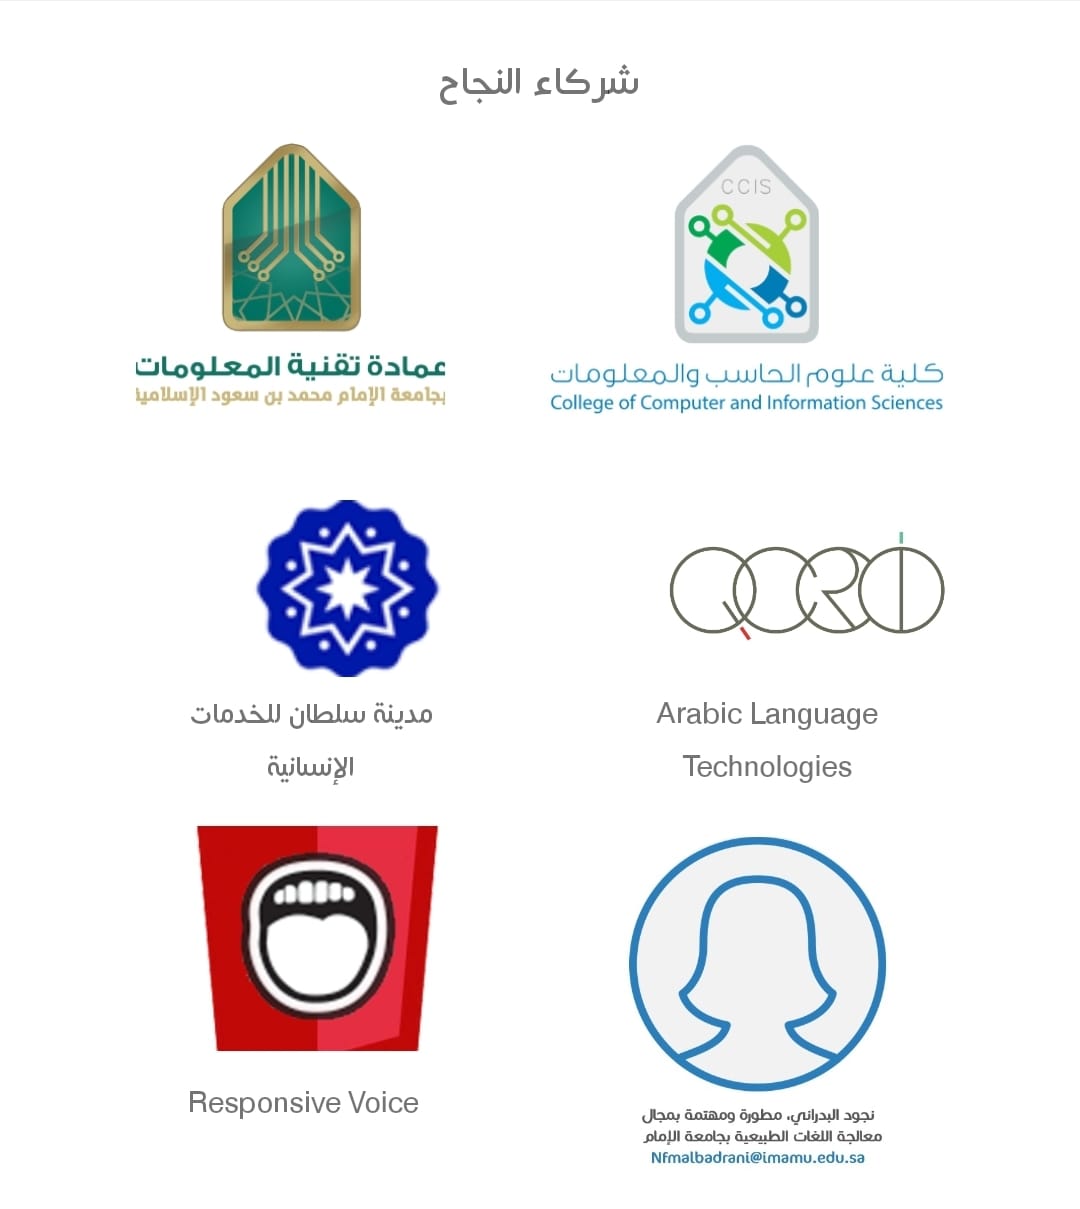 شركاء النجاح
CCIS
كلية علوم الحاسب والمعلومات
College of Computer and Information Sciences
عمادة تقنية المعلومات
بجامعة الإمام محمد بن سعود الإسلامية
QCRI
Arabic Language
Technologies
مدينة سلطان للخدمات
الإنسانية
نجود البدراني، مطورة ومهتمة بمجال
معالجة اللغات الطبيعية بجامعة الإمام
Nfmalbadrani@imamu.edu.sa
Responsive Voice